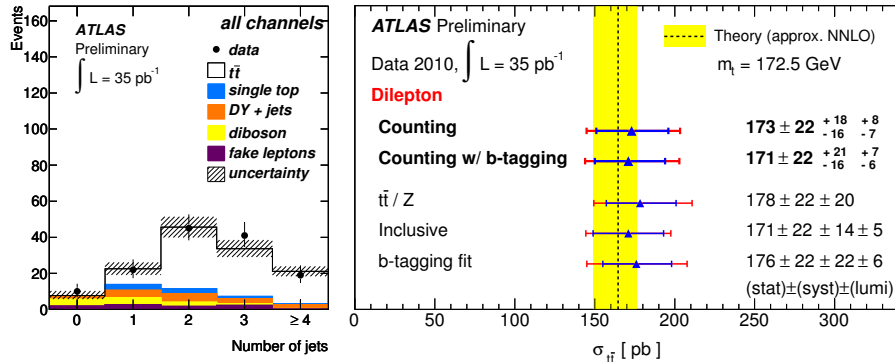 Events
160
140
120
100
80
60
40
20
0
ATLAS
Preliminary
∫ L = 35 pb⁻¹
all channels
data
tt̄
single top
DY + jets
diboson
fake leptons
uncertainty
0 1 2 3 ≥4
Number of jets
ATLAS Preliminary
Data 2010, ∫ L = 35 pb⁻¹
Theory (approx. NNLO)
mₜ = 172.5 GeV
Dilepton
Counting 173 ± 22 +18 -16 +8 -7
Counting w/ b-tagging 171 ± 22 +21 -16 +7 -6
tt̄ / Z 178 ± 22 ± 20
Inclusive 171 ± 22 ± 14 ± 5
b-tagging fit 176 ± 22 ± 22 ± 6
(stat)±(syst)±(lumi)
0 50 100 150 200 250 300
σtt̄ [ pb ]